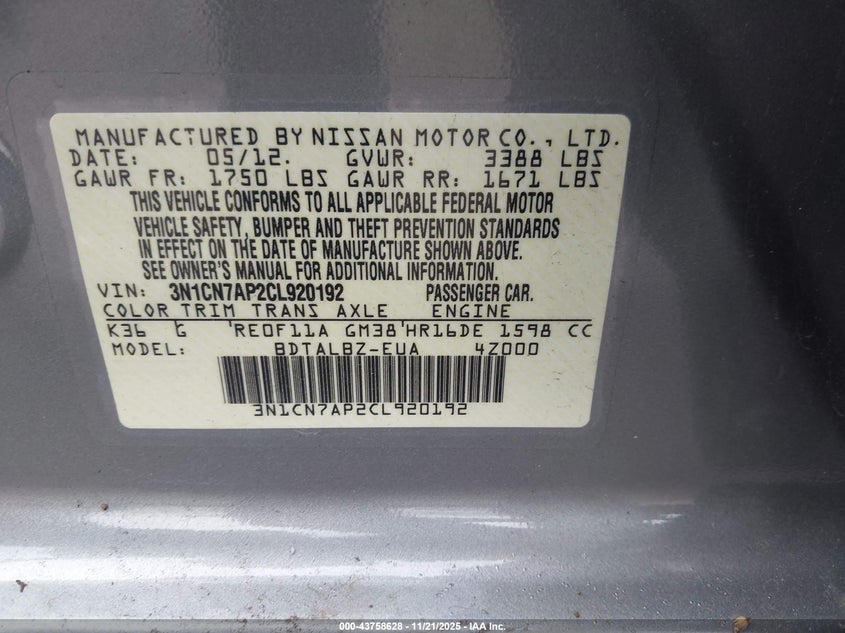 MANUFACTURED BY NISSAN MOTOR CO., LTD.
DATE: 05/12. GVWR: 3388 LBS
GAWR FR: 1750 LBS GAWR RR: 1671 LBS
THIS VEHICLE CONFORMS TO ALL APPLICABLE FEDERAL MOTOR
VEHICLE SAFETY, BUMPER AND THEFT PREVENTION STANDARDS
IN EFFECT ON THE DATE OF MANUFACTURE SHOWN ABOVE.
SEE OWNER'S MANUAL FOR ADDITIONAL INFORMATION.
VIN: 3N1CN7AP2CL920192 PASSENGER CAR.
COLOR TRIM TRANS AXLE ENGINE
K36 G 'RE0F11A GM38'HR16DE 1598 CC
MODEL: BDTALBZ-EUA 4Z000
3N1CN7AP2CL920192
000-43758628 - 11/21/2025 - IAA Inc.